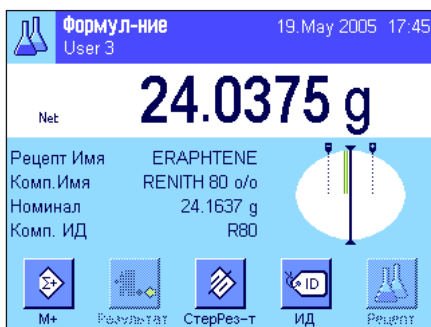 Формул-ние 19.May 2005 17:45
User 3
Net 24.0375 g
Рецепт Имя ERAPHTENE
Комп.Имя RENITH 80 o/o
Номинал 24.1637 g
Комп. ИД R80
Σ+ ID
M+ Результат СтерРез-т ИД Рецепт